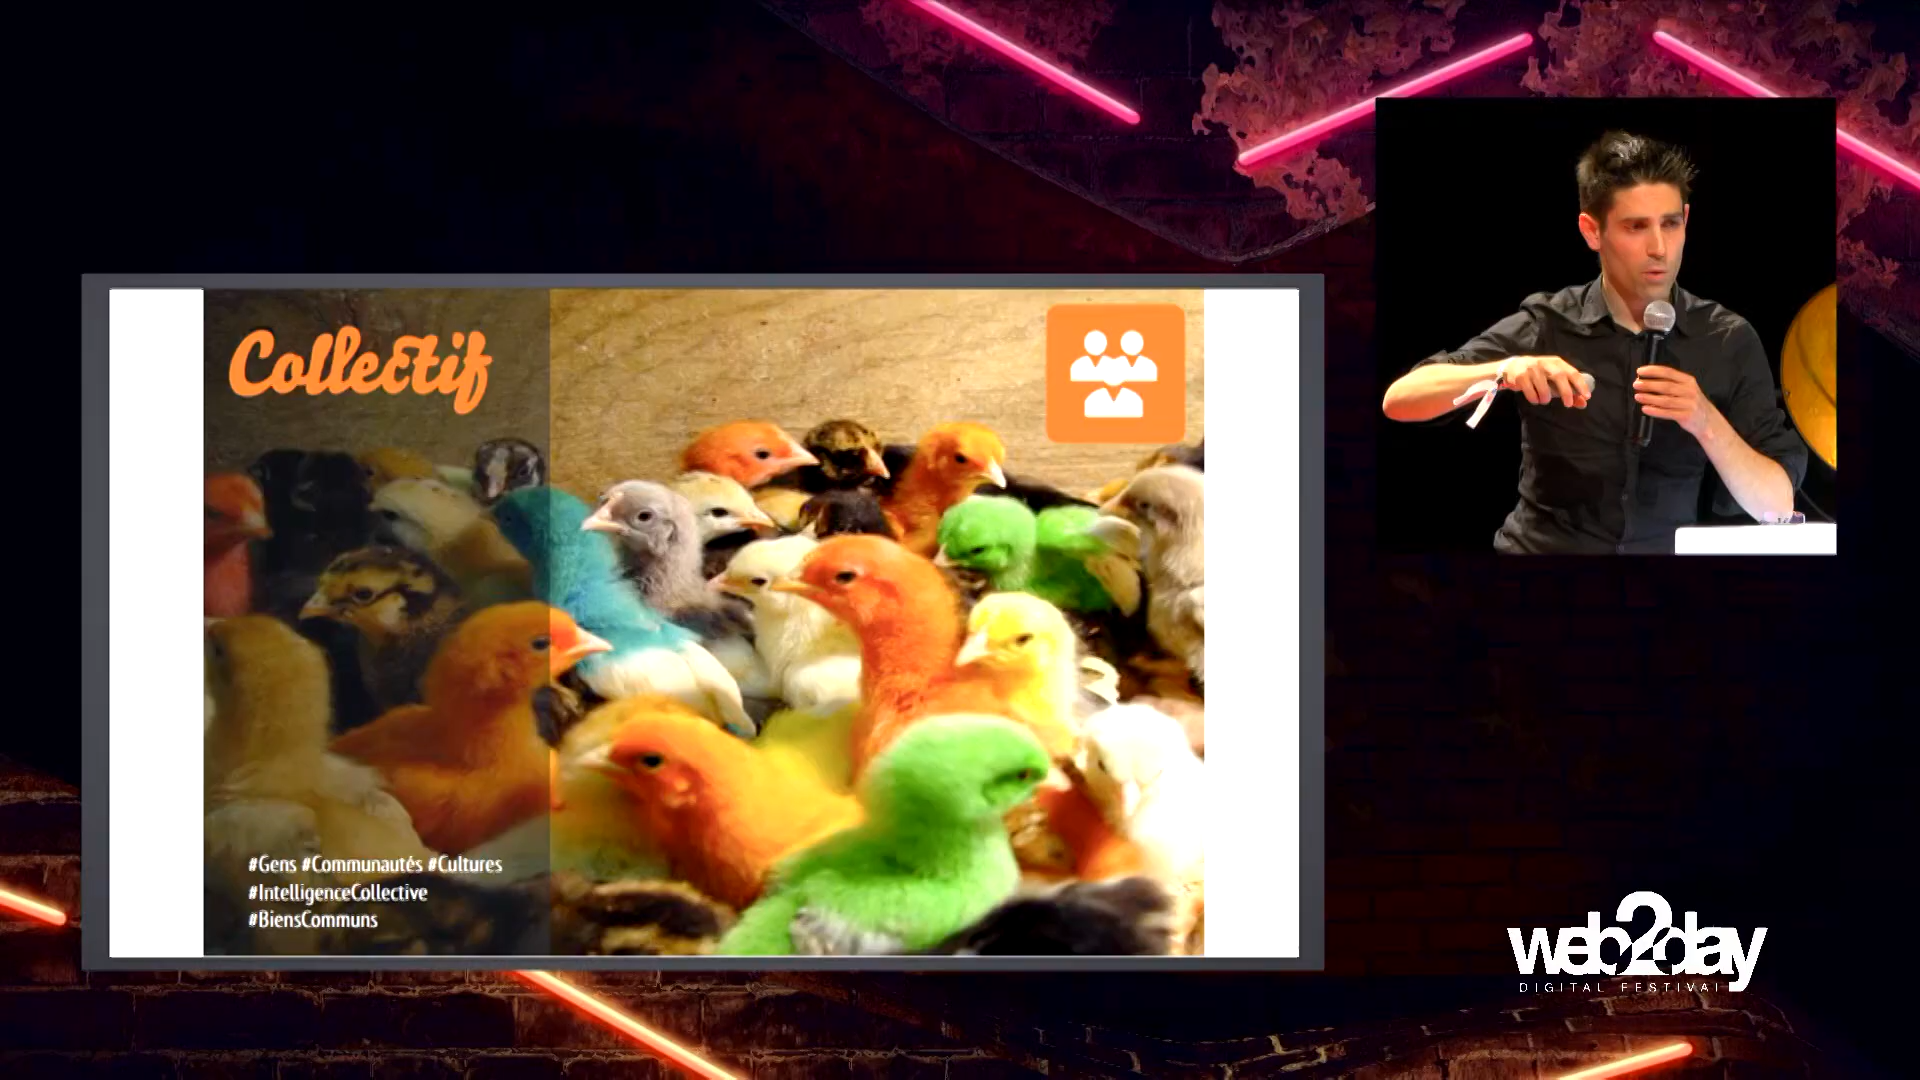 Collectif
#Gens #Communautés #Cultures
#IntelligenceCollective
#BiensCommuns
web2day
DIGITAL FESTIVAL